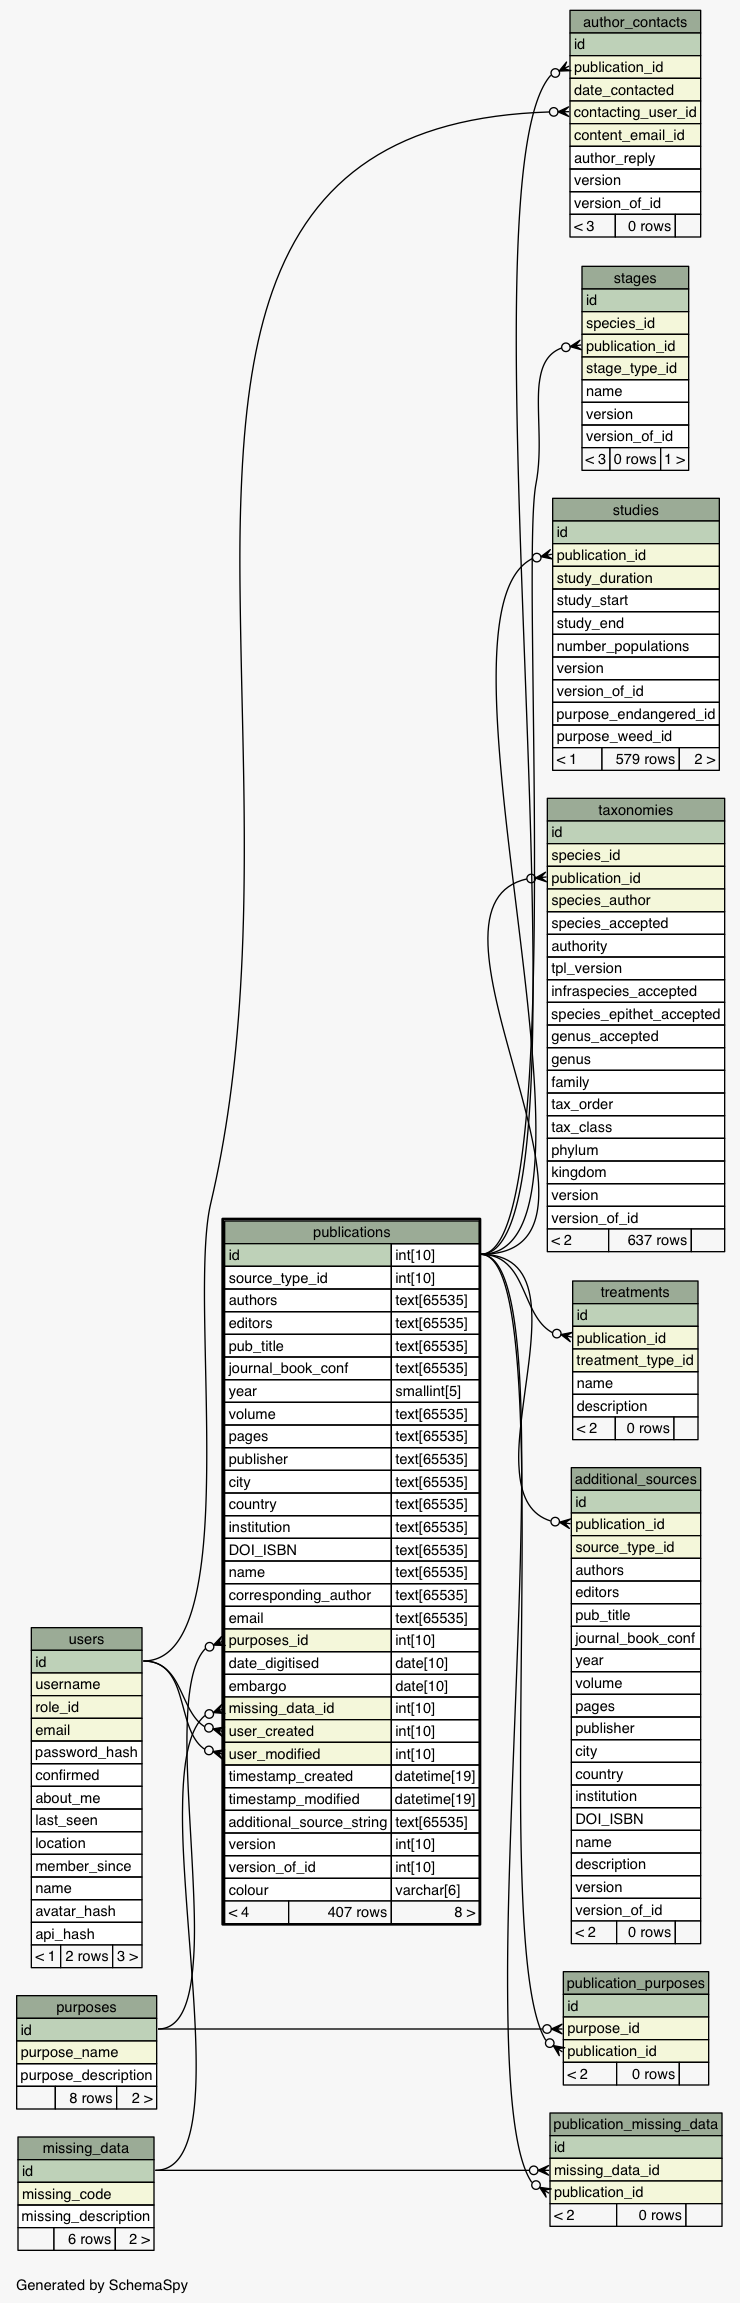 author_contacts
id
publication_id
date_contacted
contacting_user_id
content_email_id
author_reply
version
version_of_id
< 3 0 rows
stages
id
species_id
publication_id
stage_type_id
name
version
version_of_id
< 3 0 rows 1 >
studies
id
publication_id
study_duration
study_start
study_end
number_populations
version
version_of_id
purpose_endangered_id
purpose_weed_id
< 1 579 rows 2 >
taxonomies
id
species_id
publication_id
species_author
species_accepted
authority
tpl_version
infraspecies_accepted
species_epithet_accepted
genus_accepted
genus
family
tax_order
tax_class
phylum
kingdom
version
version_of_id
< 2 637 rows
publications
id int[10]
source_type_id int[10]
authors text[65535]
editors text[65535]
pub_title text[65535]
journal_book_conf text[65535]
year smallint[5]
volume text[65535]
pages text[65535]
publisher text[65535]
city text[65535]
country text[65535]
institution text[65535]
DOI_ISBN text[65535]
name text[65535]
corresponding_author text[65535]
email text[65535]
purposes_id int[10]
date_digitised date[10]
embargo date[10]
missing_data_id int[10]
user_created int[10]
user_modified int[10]
timestamp_created datetime[19]
timestamp_modified datetime[19]
additional_source_string text[65535]
version int[10]
version_of_id int[10]
colour varchar[6]
< 4 407 rows 8 >
treatments
id
publication_id
treatment_type_id
name
description
< 2 0 rows
additional_sources
id
publication_id
source_type_id
authors
editors
pub_title
journal_book_conf
year
volume
pages
publisher
city
country
institution
DOI_ISBN
name
description
version
version_of_id
< 2 0 rows
users
id
username
role_id
email
password_hash
confirmed
about_me
last_seen
location
member_since
name
avatar_hash
api_hash
< 1 2 rows 3 >
publication_purposes
id
purpose_id
publication_id
< 2 0 rows
purposes
id
purpose_name
purpose_description
8 rows 2 >
publication_missing_data
id
missing_data_id
publication_id
< 2 0 rows
missing_data
id
missing_code
missing_description
6 rows 2 >
Generated by SchemaSpy